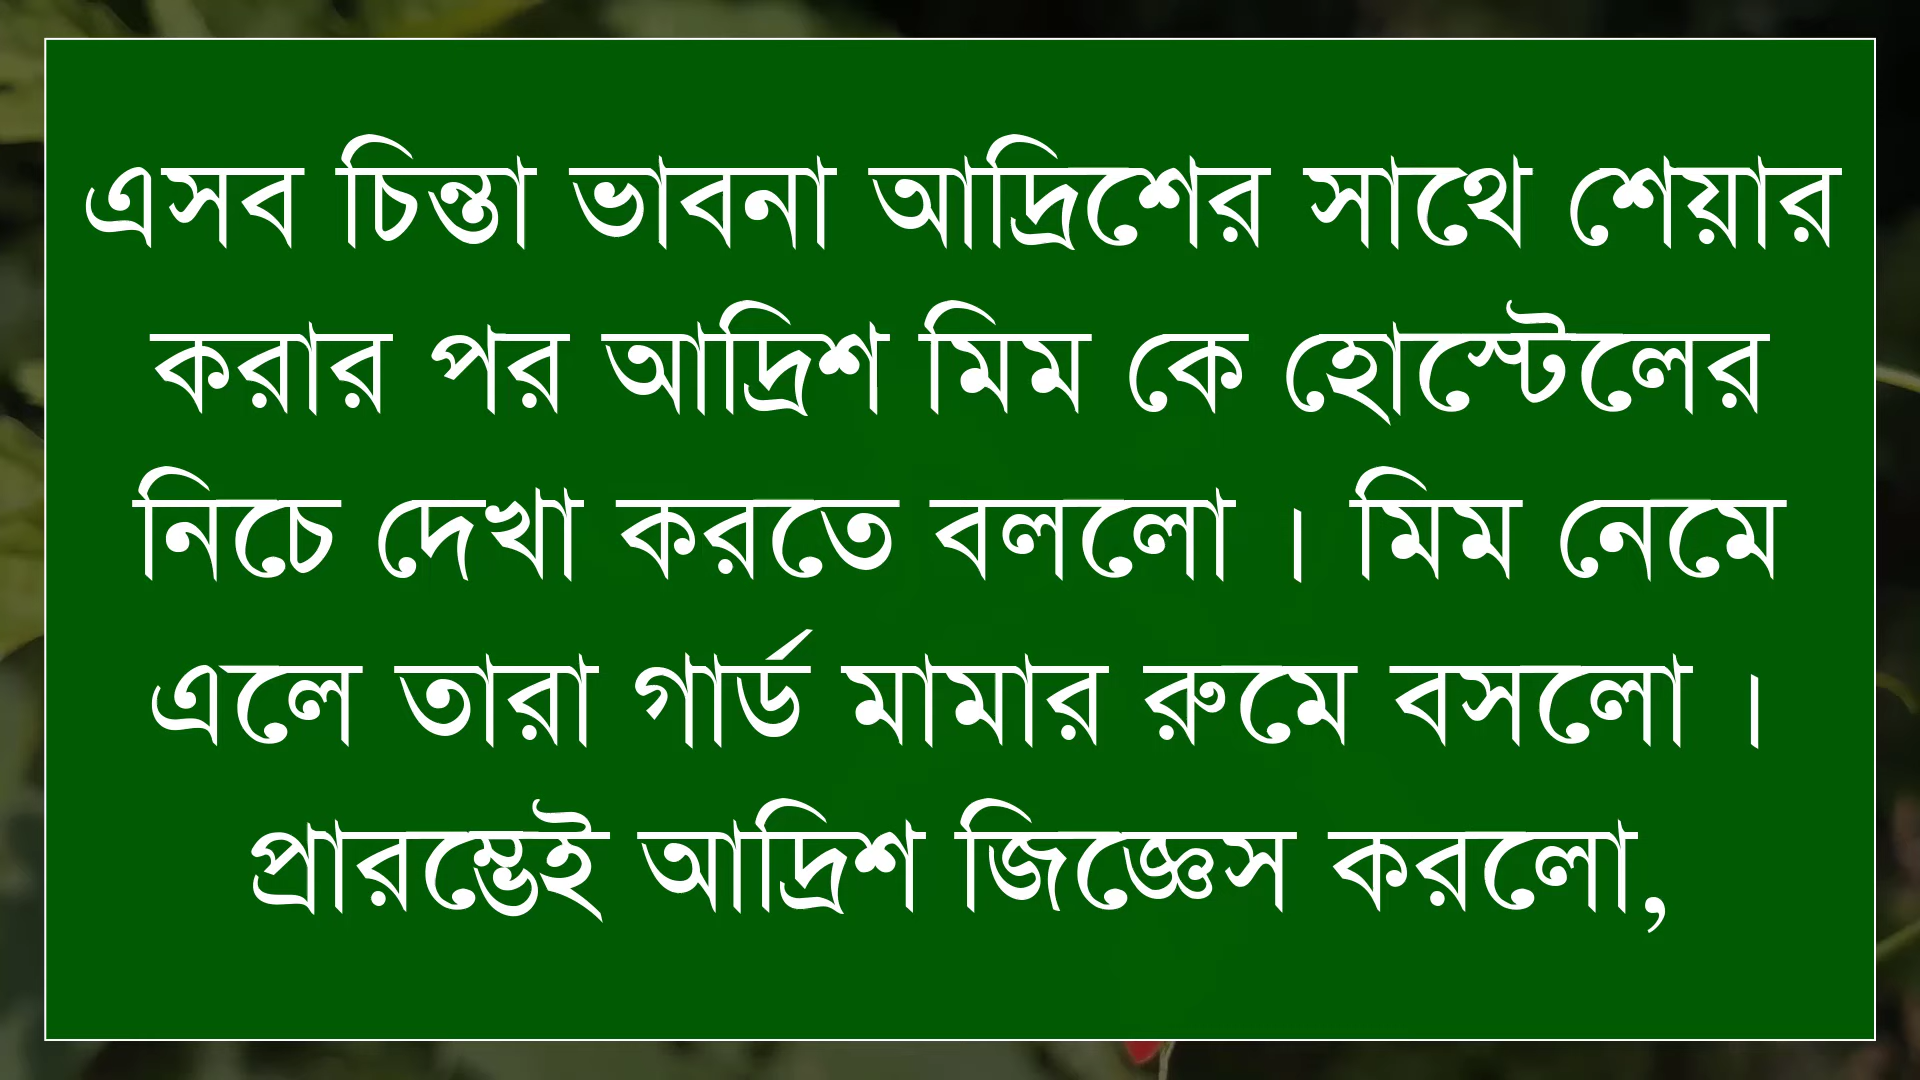 এসব চিন্তা ভাবনা আদ্রিশের সাথে শেয়ার
করার পর আদ্রিশ মিম কে হোস্টেলের
নিচে দেখা করতে বললো । মিম নেমে
এলে তারা গার্ড মামার রুমে বসলো ।
প্রারম্ভেই আদ্রিশ জিজ্ঞেস করলো,